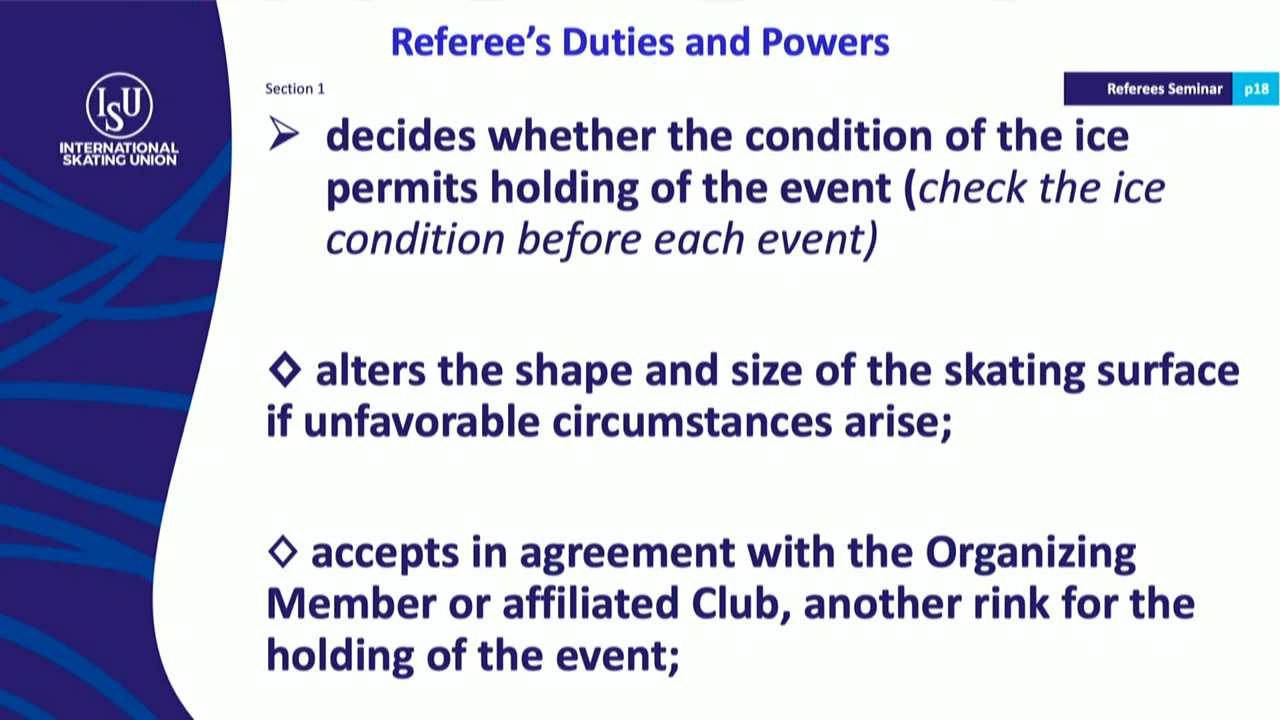 Referee's Duties and Powers
ISU
INTERNATIONAL
SKATING UNION
Section 1
Referees Seminar p18
➢ decides whether the condition of the ice
permits holding of the event (check the ice
condition before each event)
◇ alters the shape and size of the skating surface
if unfavorable circumstances arise;
◇ accepts in agreement with the Organizing
Member or affiliated Club, another rink for the
holding of the event;